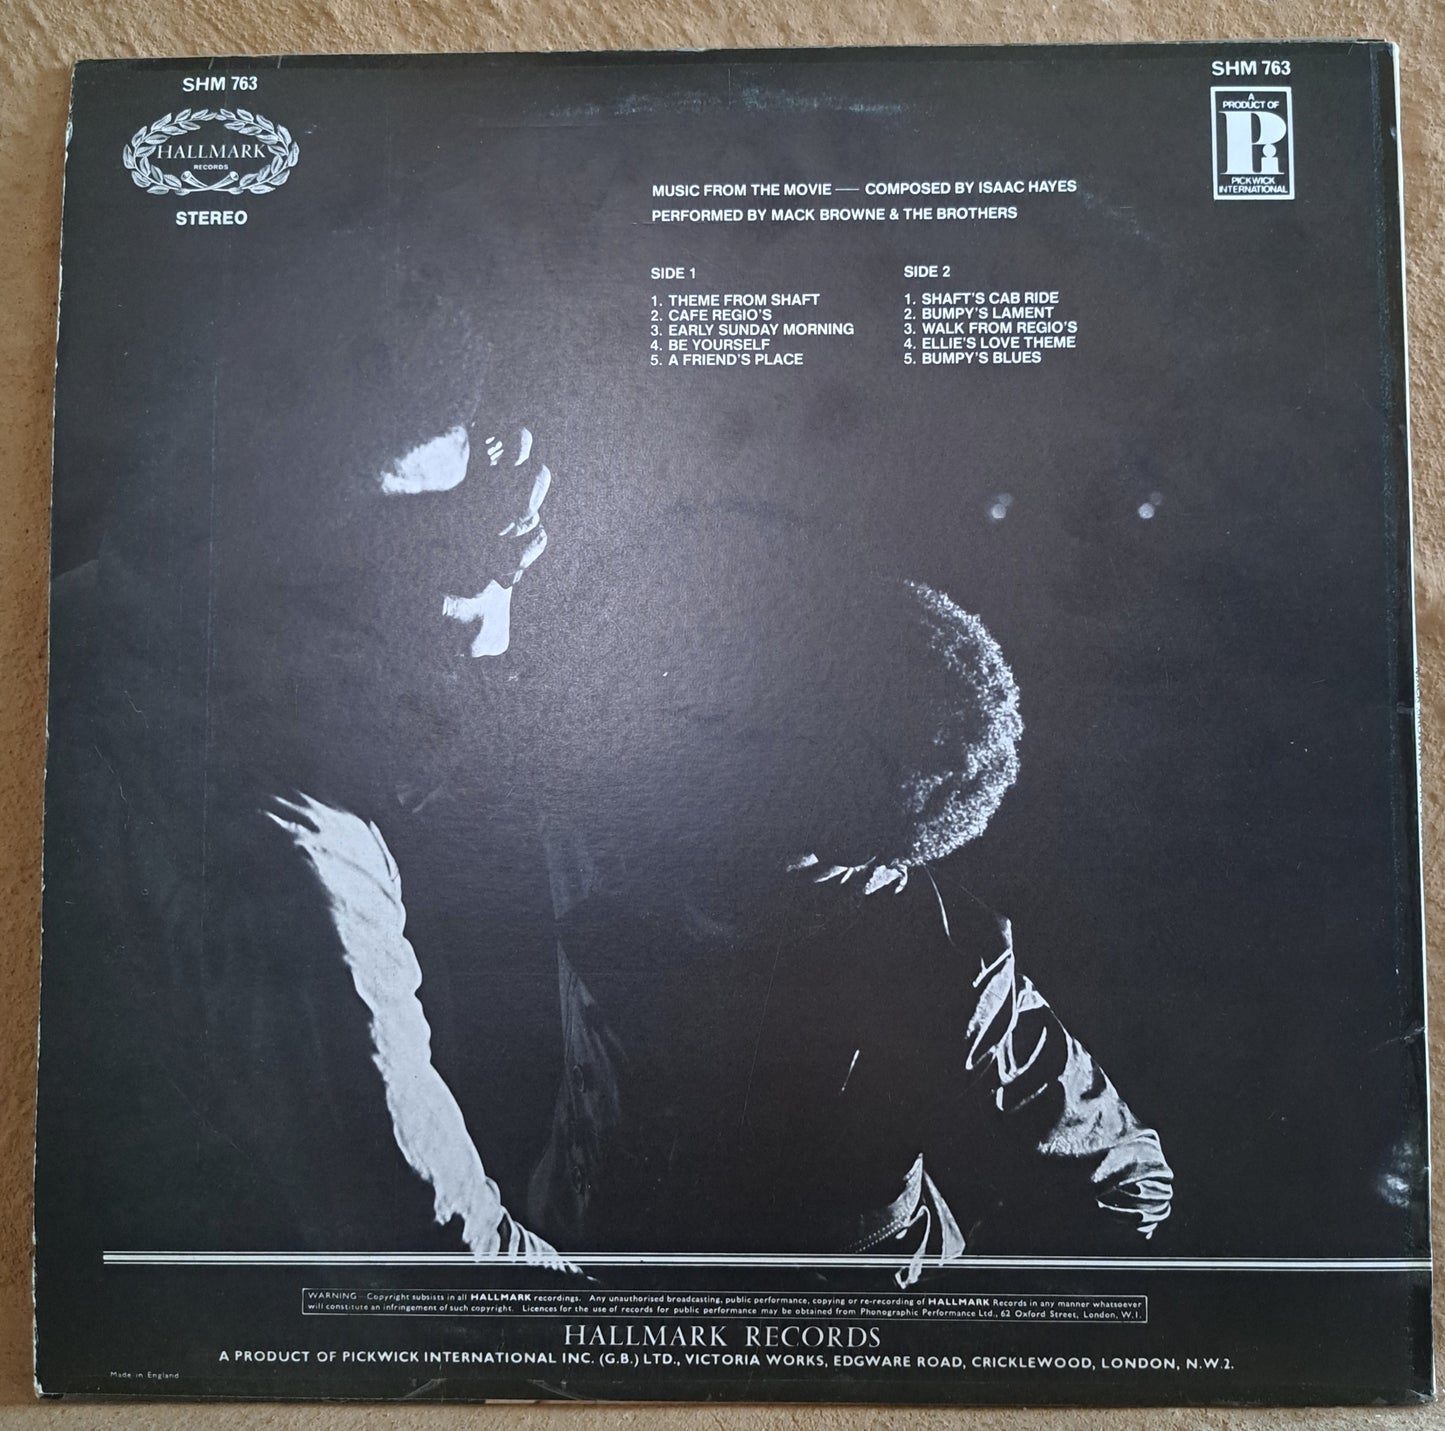 SHM 763
HALLMARK
RECORDS
STEREO
SHM 763
A
PRODUCT OF
Pi
PICKWICK
INTERNATIONAL
MUSIC FROM THE MOVIE — COMPOSED BY ISAAC HAYES
PERFORMED BY MACK BROWNE & THE BROTHERS
SIDE 1
1. THEME FROM SHAFT
2. CAFE REGIO'S
3. EARLY SUNDAY MORNING
4. BE YOURSELF
5. A FRIEND'S PLACE
SIDE 2
1. SHAFT'S CAB RIDE
2. BUMPY'S LAMENT
3. WALK FROM REGIO'S
4. ELLIE'S LOVE THEME
5. BUMPY'S BLUES
WARNING - Copyright subsists in all HALLMARK recordings. Any unauthorised broadcasting, public performance, copying or re-recording of HALLMARK Records in any manner whatsoever
will constitute an infringement of such copyright. Licences for the use of records for public performance may be obtained from Phonographic Performance Ltd., 62 Oxford Street, London, W.1.
HALLMARK RECORDS
A PRODUCT OF PICKWICK INTERNATIONAL INC. (G.B.) LTD., VICTORIA WORKS, EDGWARE ROAD, CRICKLEWOOD, LONDON, N.W.2.
Made in England